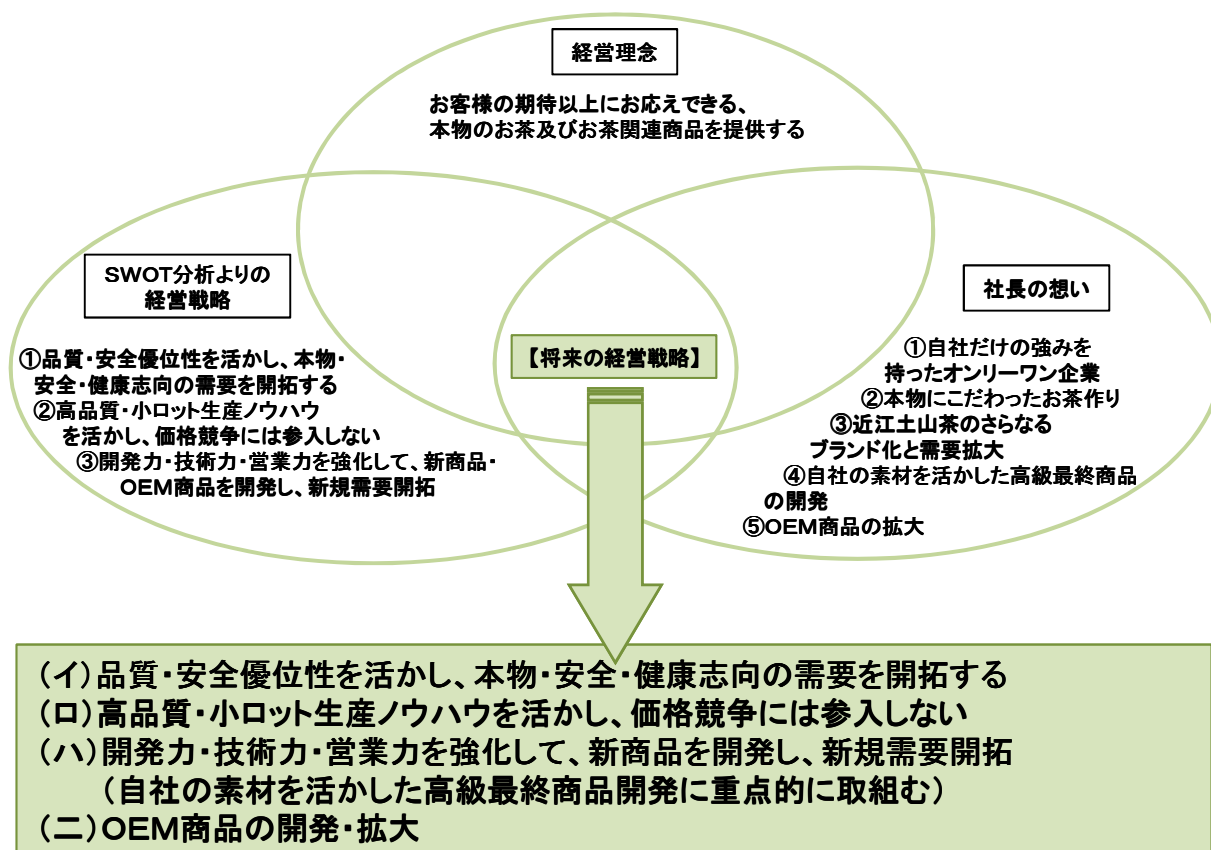 経営理念
お客様の期待以上にお応えできる、
本物のお茶及びお茶関連商品を提供する
SWOT分析よりの
経営戦略
①品質・安全優位性を活かし、本物・
安全・健康志向の需要を開拓する
②高品質・小ロット生産ノウハウ
を活かし、価格競争には参入しない
③開発力・技術力・営業力を強化して、新商品・
OEM商品を開発し、新規需要開拓
【将来の経営戦略】
社長の想い
①自社だけの強みを
持ったオンリーワン企業
②本物にこだわったお茶作り
③近江土山茶のさらなる
ブランド化と需要拡大
④自社の素材を活かした高級最終商品
の開発
⑤OEM商品の拡大
(イ)品質・安全優位性を活かし、本物・安全・健康志向の需要を開拓する
(ロ)高品質・小ロット生産ノウハウを活かし、価格競争には参入しない
(ハ)開発力・技術力・営業力を強化して、新商品を開発し、新規需要開拓
(自社の素材を活かした高級最終商品開発に重点的に取組む)
(ニ)OEM商品の開発・拡大